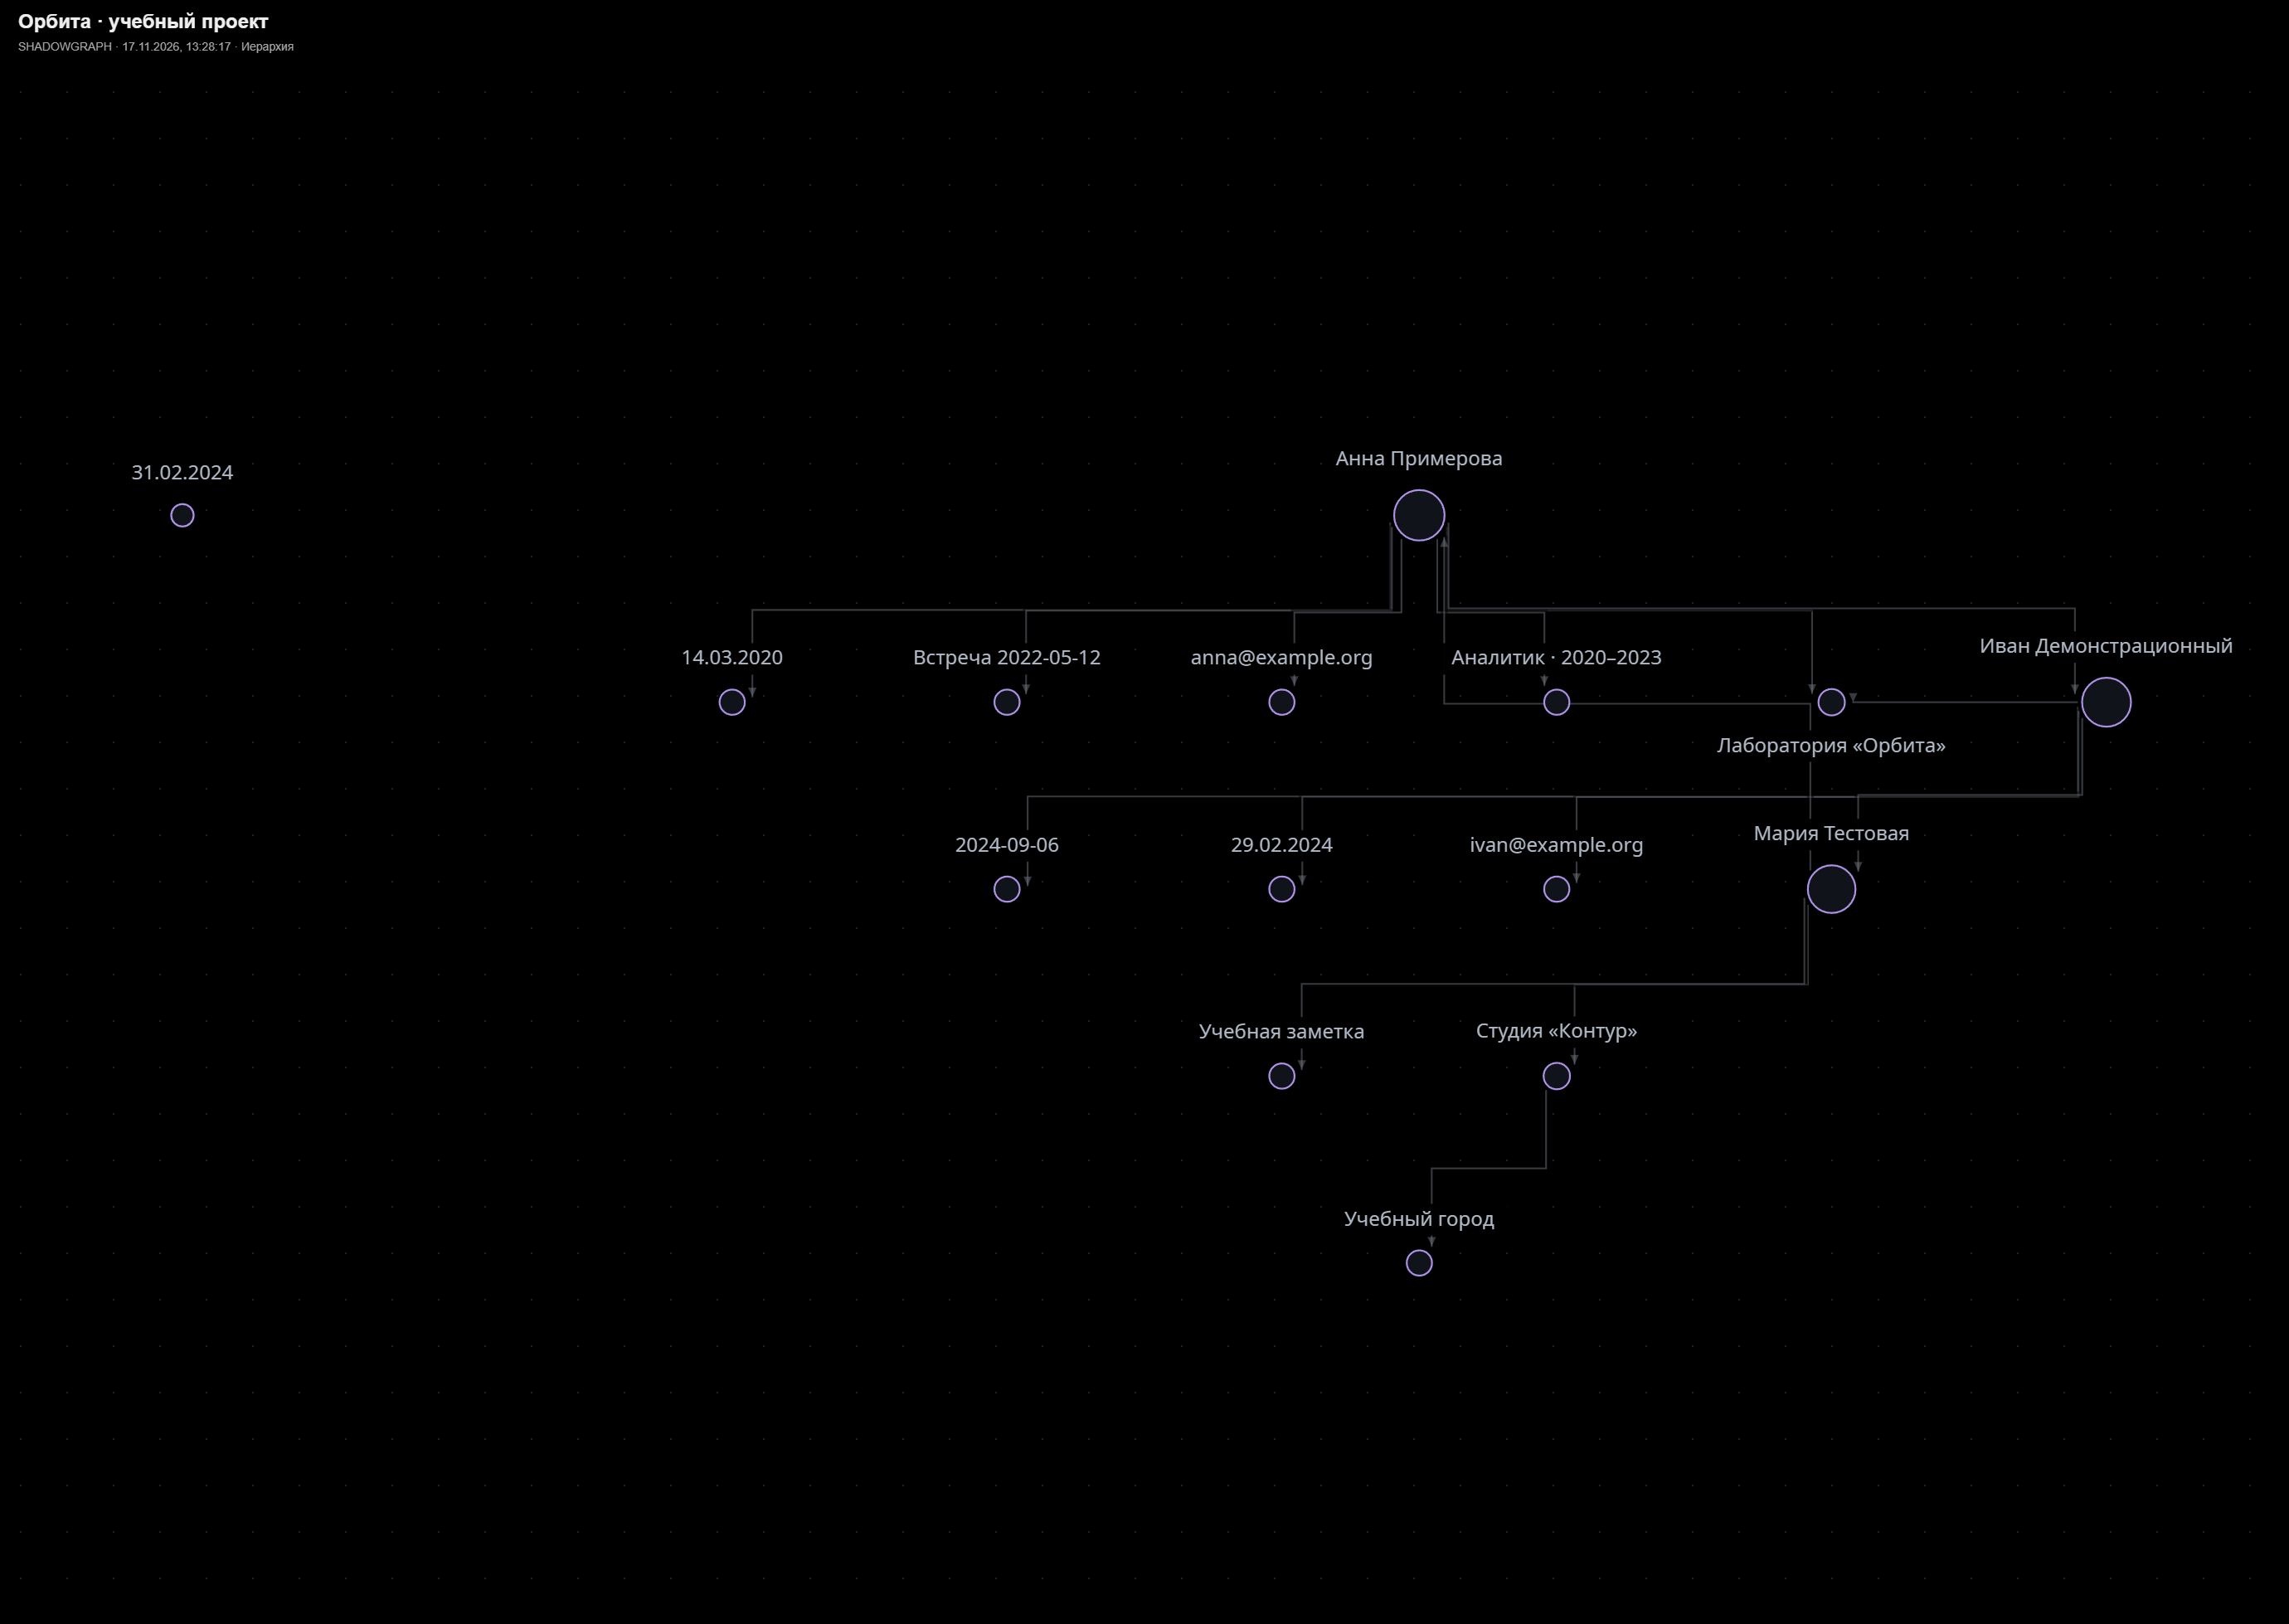 Орбита · учебный проект
SHADOWGRAPH · 17.11.2026, 13:28:17 · Иерархия
Анна Примерова
31.02.2024
Иван Демонстрационный
14.03.2020
Встреча 2022-05-12
anna@example.org
Аналитик · 2020–2023
Лаборатория «Орбита»
Мария Тестовая
2024-09-06
29.02.2024
ivan@example.org
Учебная заметка
Студия «Контур»
Учебный город